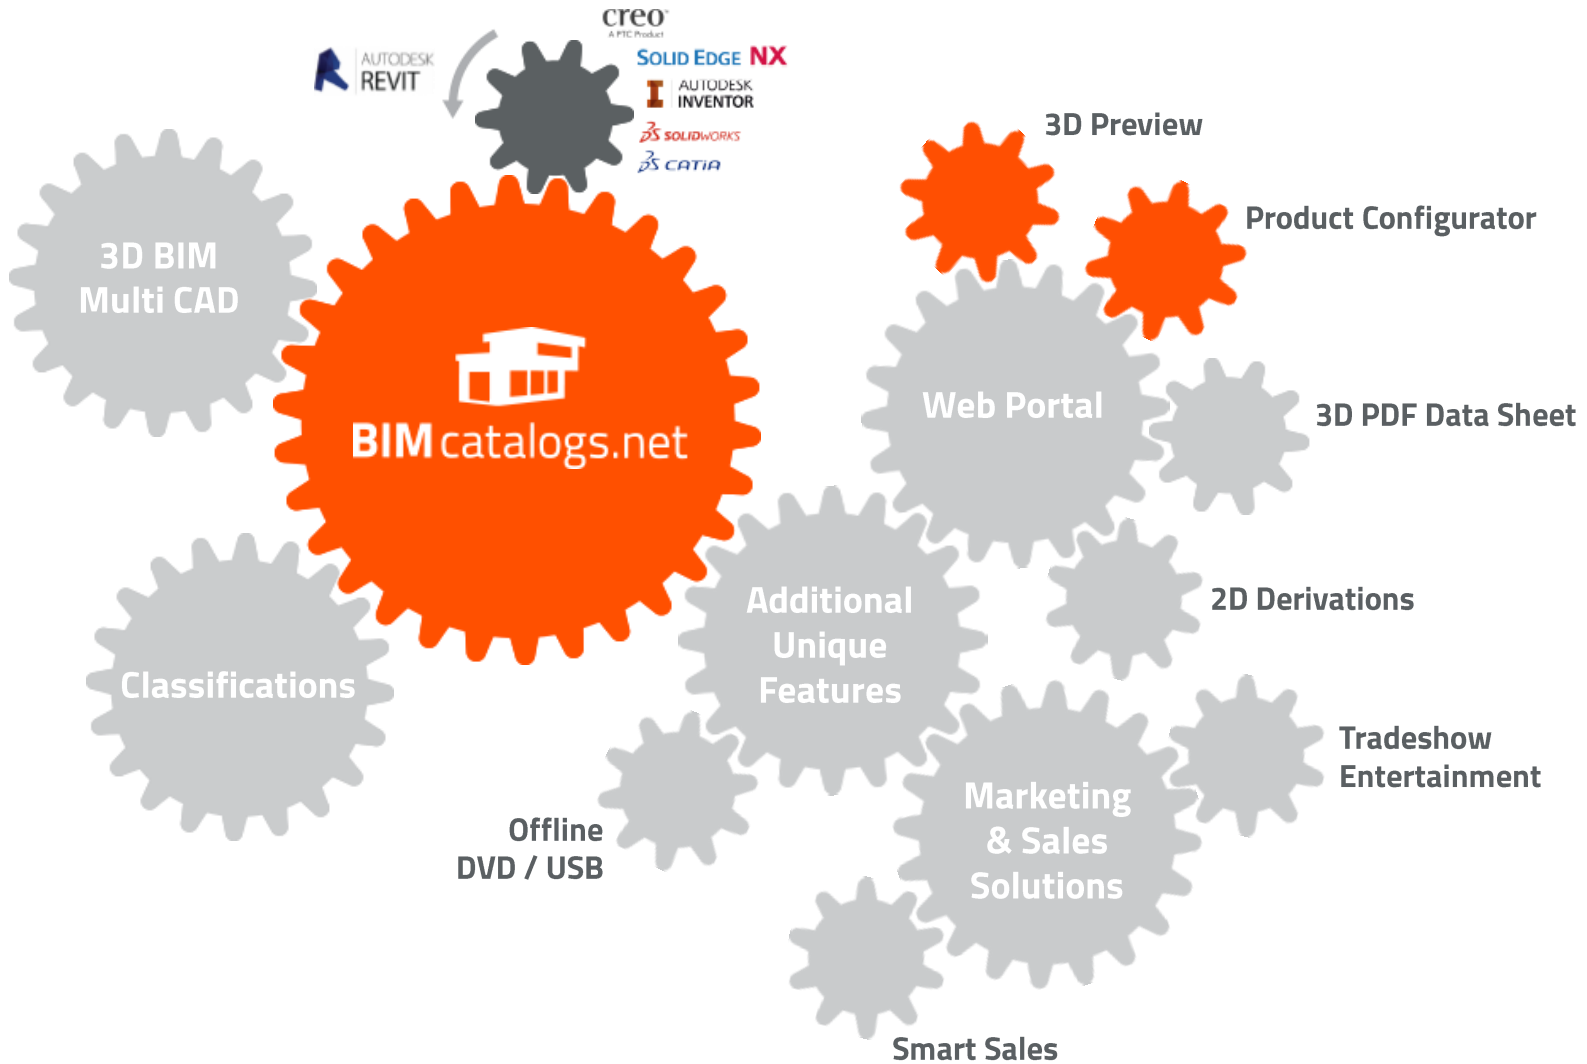 creo
A PTC Product
AUTODESK
REVIT
SOLID EDGE NX
AUTODESK
INVENTOR
SOLIDWORKS
CATIA
3D BIM
Multi CAD
BIMcatalogs.net
Classifications
3D Preview
Product Configurator
Web Portal
3D PDF Data Sheet
2D Derivations
Additional
Unique
Features
Offline
DVD / USB
Marketing
& Sales
Solutions
Tradeshow
Entertainment
Smart Sales